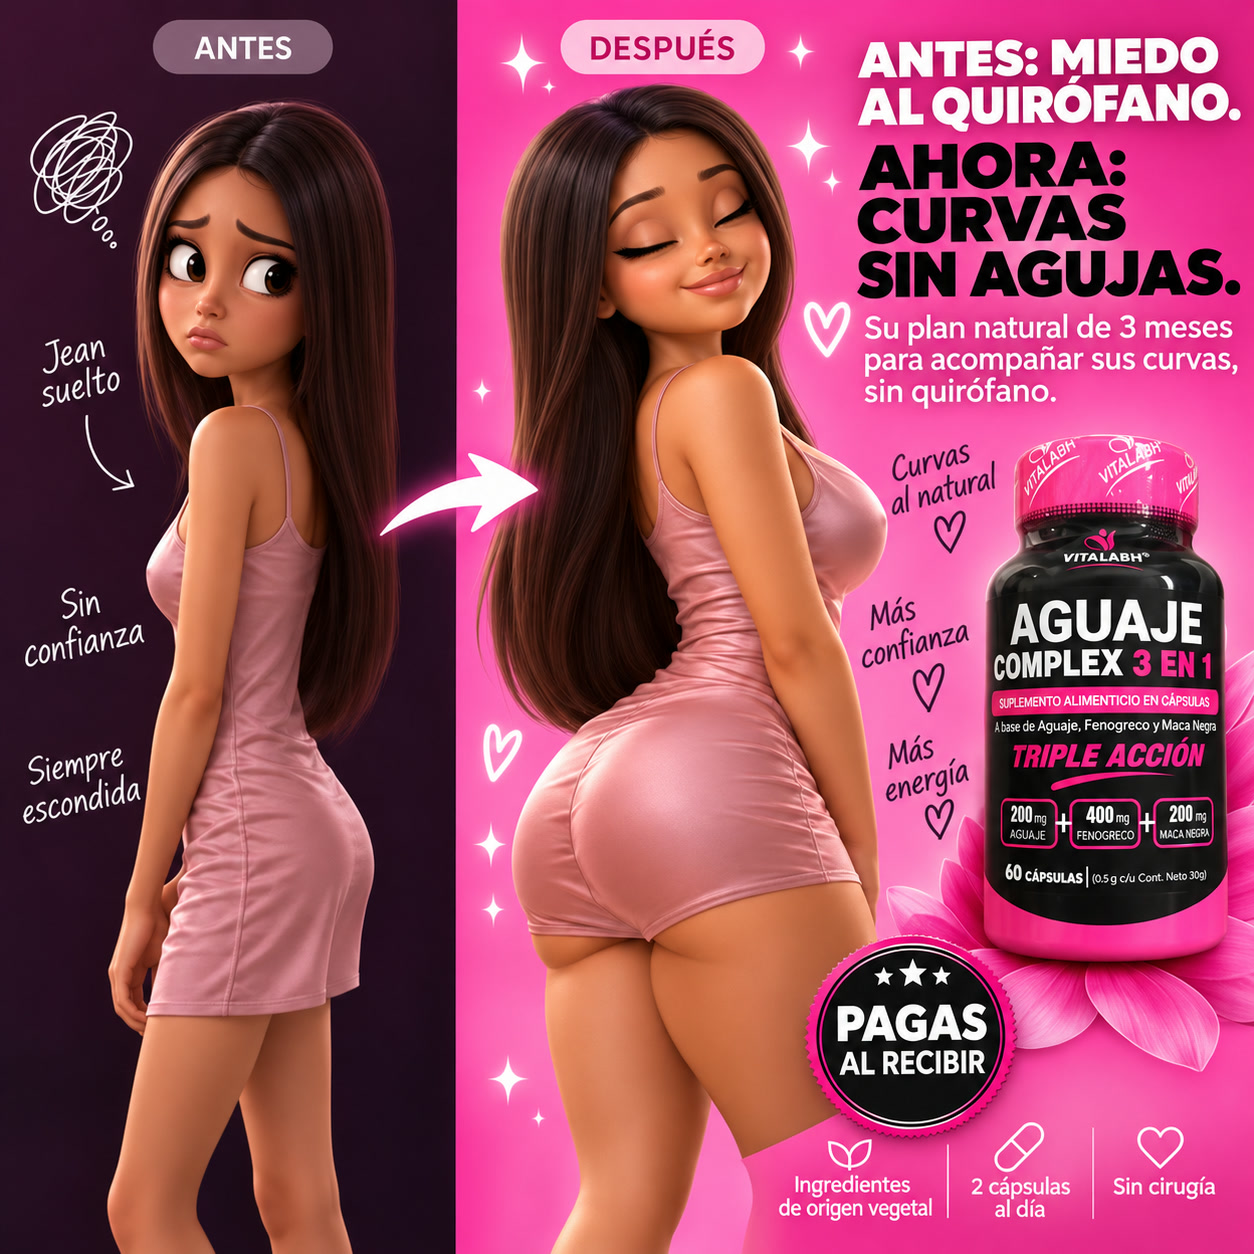 ANTES
Jean
suelto
Sin
confianza
Siempre
escondida
DESPUÉS
ANTES: MIEDO
AL QUIRÓFANO.
AHORA:
CURVAS
SIN AGUJAS.
Su plan natural de 3 meses
para acompañar sus curvas,
sin quirófano.
Curvas
al natural
Más
confianza
Más
energía
VITALABH
VITALABH
VITALABH®
AGUAJE
COMPLEX 3 EN 1
SUPLEMENTO ALIMENTICIO EN CÁPSULAS
A base de Aguaje, Fenogreco y Maca Negra
TRIPLE ACCIÓN
200 mg AGUAJE + 400 mg FENOGRECO + 200 mg MACA NEGRA
60 CÁPSULAS | (0.5 g c/u Cont. Neto 30g)
PAGAS
AL RECIBIR
Ingredientes
de origen vegetal
2 cápsulas
al día
Sin cirugía